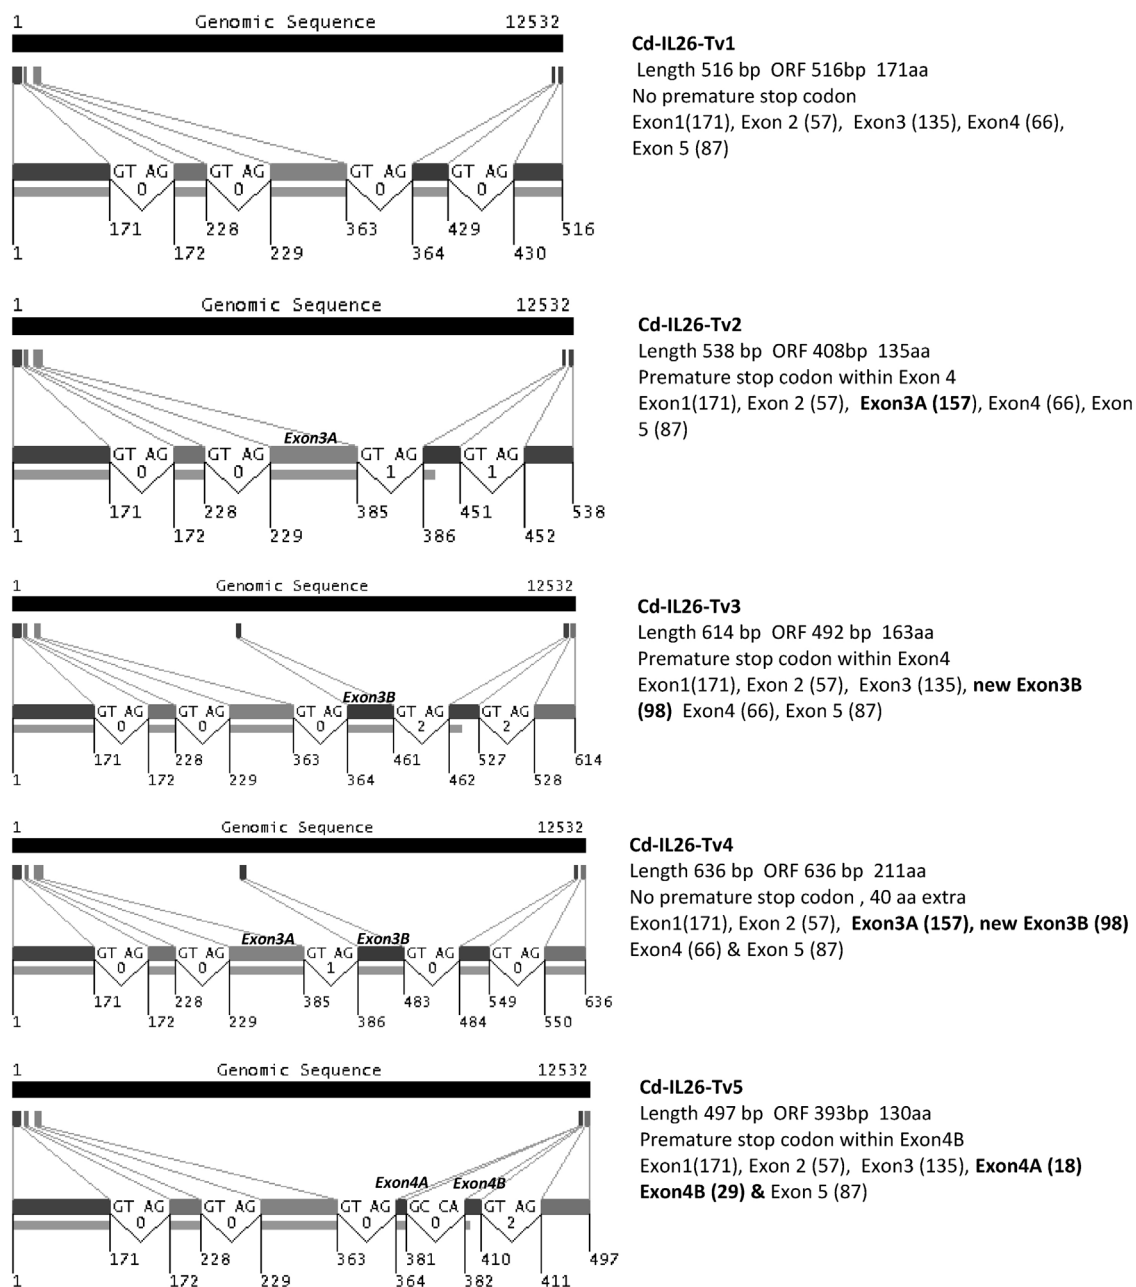 1 Genomic Sequence 12532
GT AG GT AG GT AG GT AG
0 0 0 0
171 228 363 429 516
1 172 229 364 430
Cd-IL26-Tv1
Length 516 bp ORF 516bp 171aa
No premature stop codon
Exon1(171), Exon 2 (57), Exon3 (135), Exon4 (66),
Exon 5 (87)
1 Genomic Sequence 12532
Exon3A
GT AG GT AG GT AG GT AG
0 0 1 1
171 228 385 451 538
1 172 229 386 452
Cd-IL26-Tv2
Length 538 bp ORF 408bp 135aa
Premature stop codon within Exon 4
Exon1(171), Exon 2 (57), Exon3A (157), Exon4 (66), Exon
5 (87)
1 Genomic Sequence 12532
Exon3B
GT AG GT AG GT AG GT AG GT AG
0 0 0 2 2
171 228 363 461 527 614
1 172 229 364 462 528
Cd-IL26-Tv3
Length 614 bp ORF 492 bp 163aa
Premature stop codon within Exon4
Exon1(171), Exon 2 (57), Exon3 (135), new Exon3B
(98) Exon4 (66), Exon 5 (87)
1 Genomic Sequence 12532
Exon3A Exon3B
GT AG GT AG GT AG GT AG GT AG
0 0 1 0 0
171 228 385 483 549 636
1 172 229 386 484 550
Cd-IL26-Tv4
Length 636 bp ORF 636 bp 211aa
No premature stop codon , 40 aa extra
Exon1(171), Exon 2 (57), Exon3A (157), new Exon3B (98)
Exon4 (66) & Exon 5 (87)
1 Genomic Sequence 12532
Exon4A Exon4B
GT AG GT AG GT AG GC CA GT AG
0 0 0 0 2
171 228 363 381 410 497
1 172 229 364 382 411
Cd-IL26-Tv5
Length 497 bp ORF 393bp 130aa
Premature stop codon within Exon4B
Exon1(171), Exon 2 (57), Exon3 (135), Exon4A (18)
Exon4B (29) & Exon 5 (87)